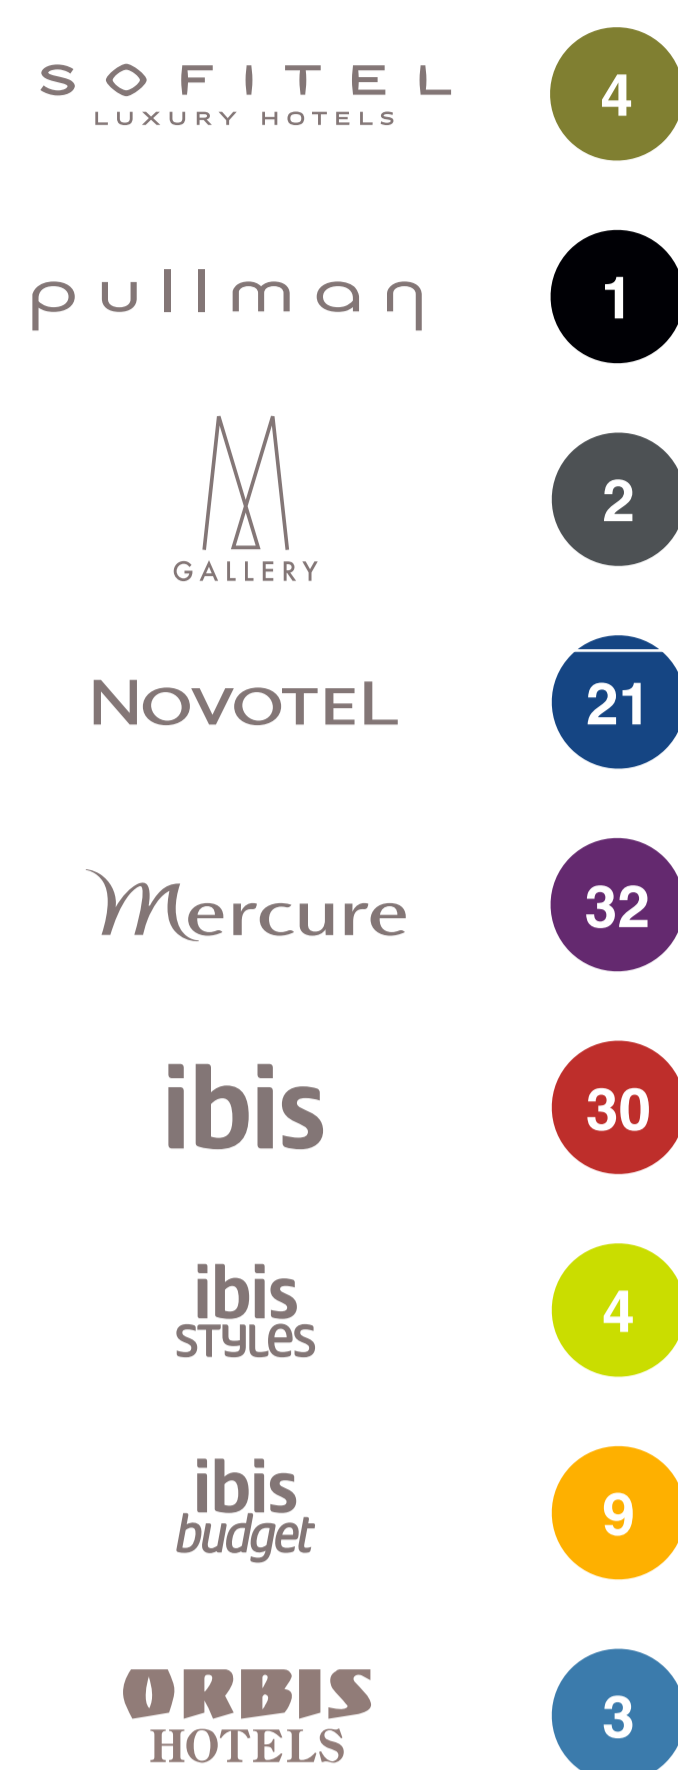 SOFITEL 4
LUXURY HOTELS
pullman 1
M
GALLERY 2
NOVOTEL 21
Mercure 32
ibis 30
ibis
STYLES 4
ibis
budget 9
ORBIS
HOTELS 3